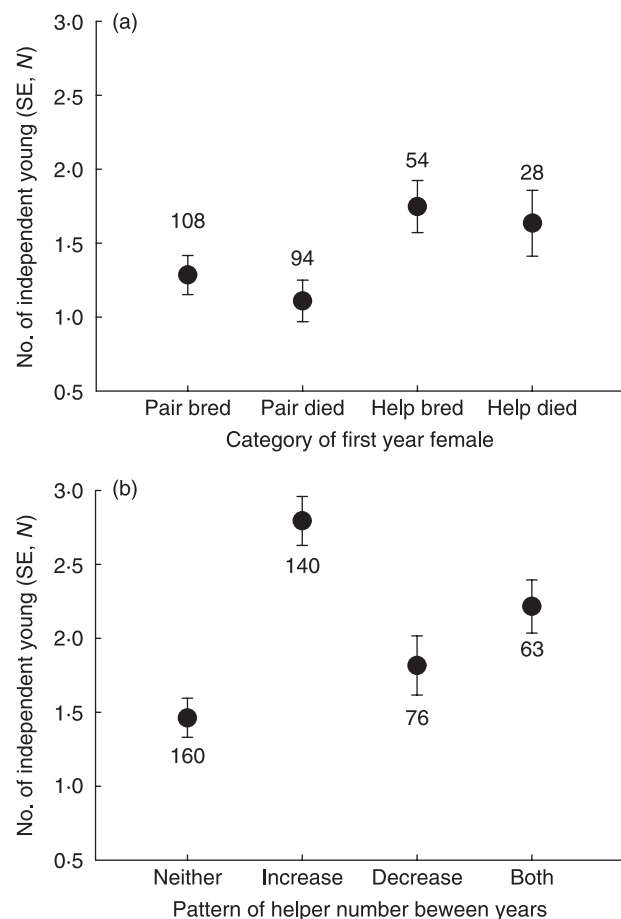 (a)
No. of independent young (SE, N)
3·0
2·5
2·0
1·5
1·0
0·5
108
94
54
28
Pair bred Pair died Help bred Help died
Category of first year female
(b)
No. of independent young (SE, N)
3·0
2·5
2·0
1·5
1·0
0·5
160
140
76
63
Neither Increase Decrease Both
Pattern of helper number beween years